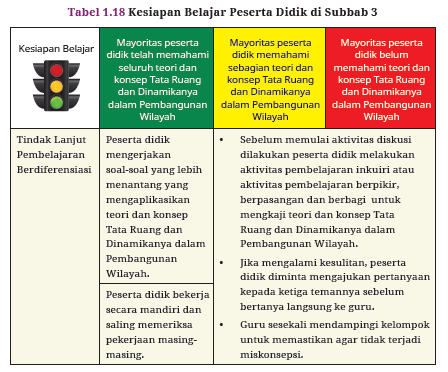 Tabel 1.18 Kesiapan Belajar Peserta Didik di Subbab 3
Kesiapan Belajar
Mayoritas peserta
didik telah memahami
seluruh teori dan
konsep Tata Ruang
dan Dinamikanya
dalam Pembangunan
Wilayah
Mayoritas peserta
didik memahami
sebagian teori dan
konsep Tata Ruang
dan Dinamikanya
dalam Pembangunan
Wilayah
Mayoritas peserta
didik belum
memahami teori dan
konsep Tata Ruang
dan Dinamikanya
dalam Pembangunan
Wilayah
Tindak Lanjut
Pembelajaran
Berdiferensiasi
Peserta didik
mengerjakan
soal-soal yang lebih
menantang yang
mengaplikasikan
teori dan konsep
Tata Ruang dan
Dinamikanya dalam
Pembangunan
Wilayah.
Peserta didik bekerja
secara mandiri dan
saling memeriksa
pekerjaan masing-
masing.
• Sebelum memulai aktivitas diskusi
dilakukan peserta didik melakukan
aktivitas pembelajaran inkuiri atau
aktivitas pembelajaran berpikir,
berpasangan dan berbagi untuk
mengkaji teori dan konsep Tata
Ruang dan Dinamikanya dalam
Pembangunan Wilayah.
• Jika mengalami kesulitan, peserta
didik diminta mengajukan pertanyaan
kepada ketiga temannya sebelum
bertanya langsung ke guru.
• Guru sesekali mendampingi kelompok
untuk memastikan agar tidak terjadi
miskonsepsi.